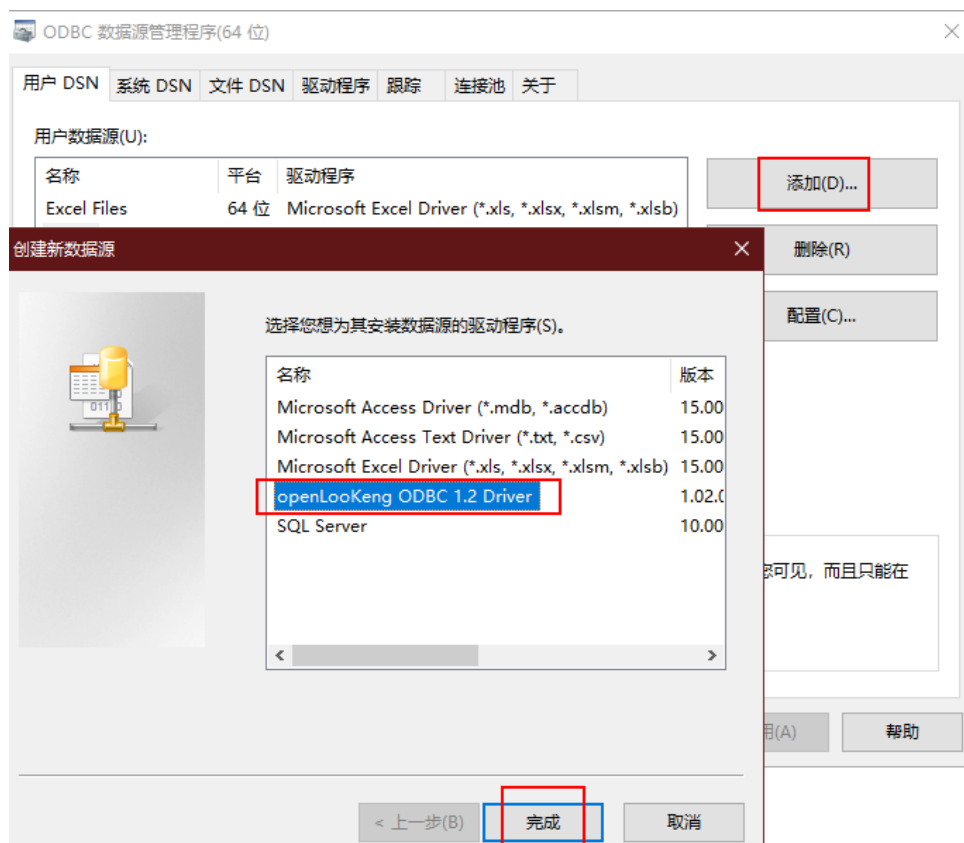 ODBC 数据源管理程序(64 位)
用户 DSN 系统 DSN 文件 DSN 驱动程序 跟踪 连接池 关于
用户数据源(U):
名称 平台 驱动程序
Excel Files 64 位 Microsoft Excel Driver (*.xls, *.xlsx, *.xlsm, *.xlsb)
添加(D)...
删除(R)
配置(C)...
创建新数据源
选择您想为其安装数据源的驱动程序(S)。
名称 版本
Microsoft Access Driver (*.mdb, *.accdb) 15.00
Microsoft Access Text Driver (*.txt, *.csv) 15.00
Microsoft Excel Driver (*.xls, *.xlsx, *.xlsm, *.xlsb) 15.00
openLooKeng ODBC 1.2 Driver 1.02.
SQL Server 10.00
可见，而且只能在
(A) 帮助
< 上一步(B) 完成 取消